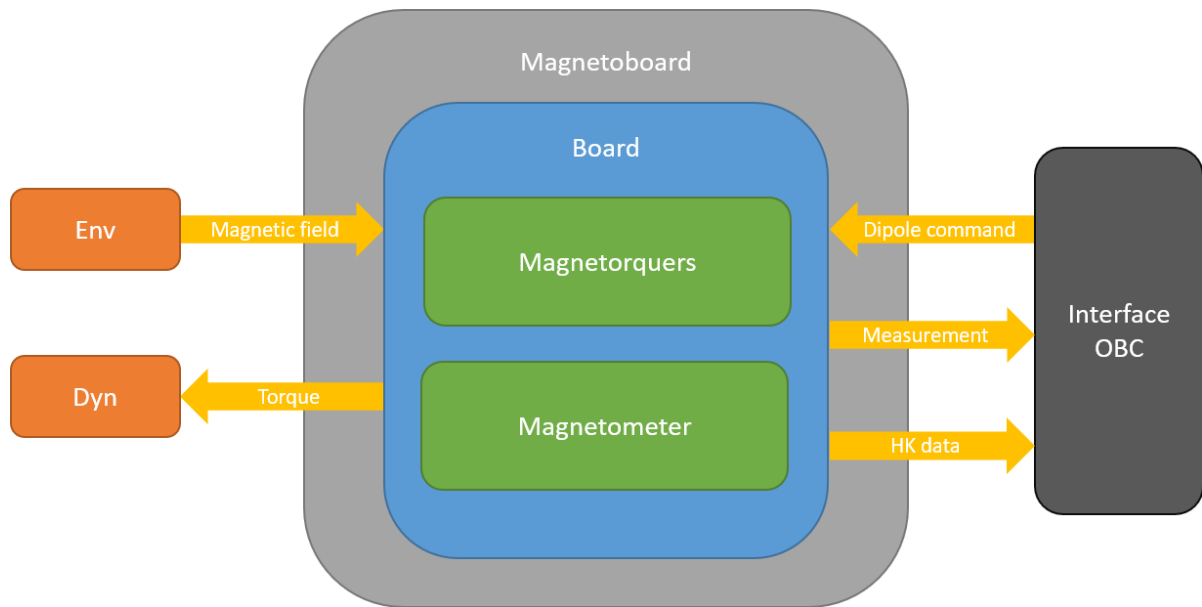 Magnetoboard
Board
Env
Magnetic field
Magnetorquers
Dipole command
Interface
OBC
Measurement
Dyn
Torque
Magnetometer
HK data